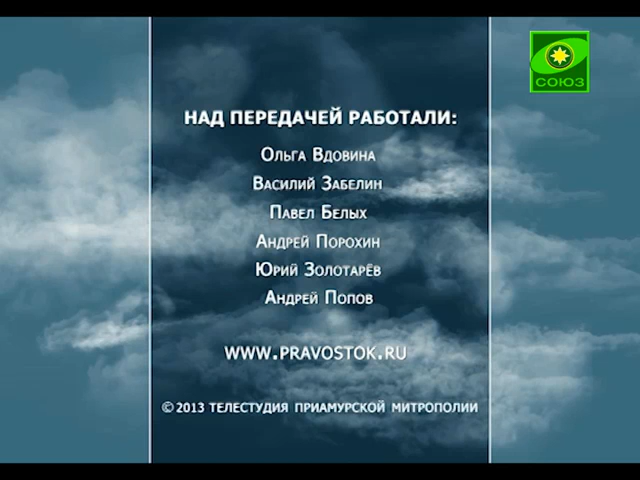 СОЮЗ
НАД ПЕРЕДАЧЕЙ РАБОТАЛИ:
Ольга Вдовина
Василий Забелин
Павел Белых
Андрей Порохин
Юрий Золотарёв
Андрей Попов
WWW.PRAVOSTOK.RU
© 2013 ТЕЛЕСТУДИЯ ПРИАМУРСКОЙ МИТРОПОЛИИ